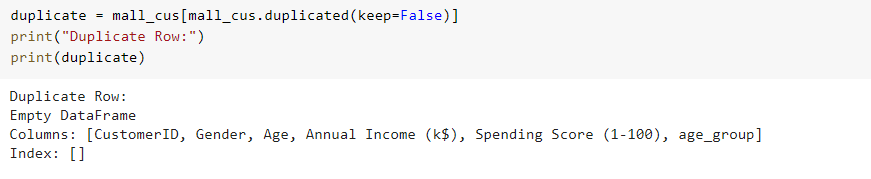 duplicate = mall_cus[mall_cus.duplicated(keep=False)]
print("Duplicate Row:")
print(duplicate)
Duplicate Row:
Empty DataFrame
Columns: [CustomerID, Gender, Age, Annual Income (k$), Spending Score (1-100), age_group]
Index: []